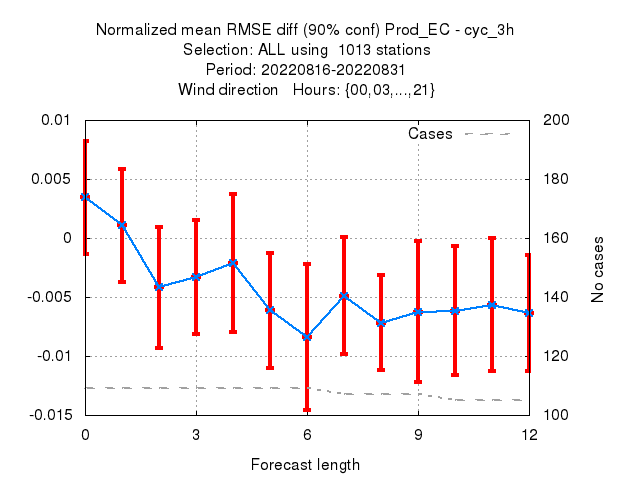 Normalized mean RMSE diff (90% conf) Prod_EC - cyc_3h
Selection: ALL using  1013 stations
Period: 20220816-20220831
Wind direction   Hours: {00,03,...,21}
0.01
0.005
0
-0.005
-0.01
-0.015
Cases
200
180
160
140
120
100
No cases
0 3 6 9 12
Forecast length